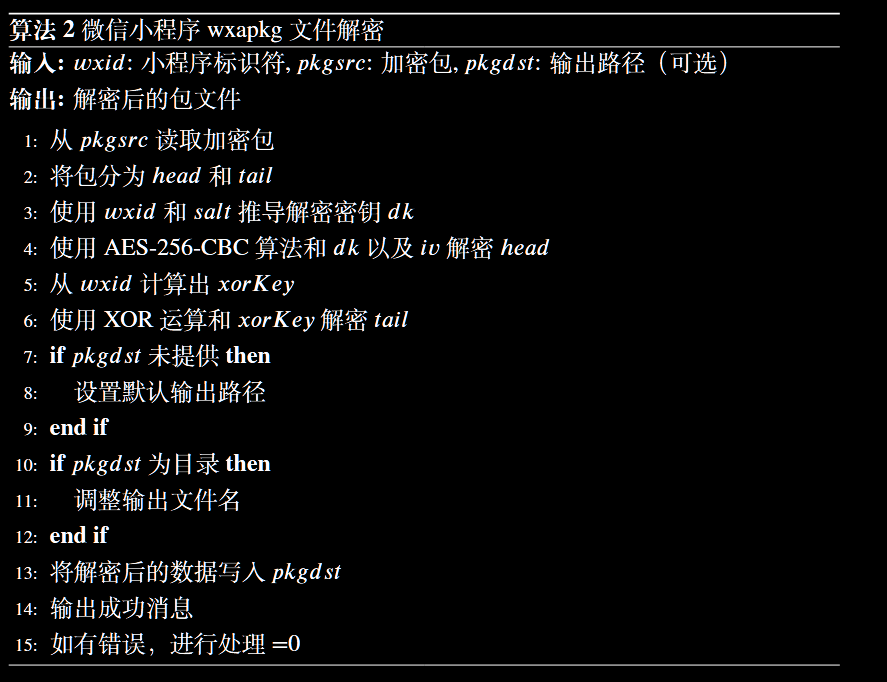 算法 2 微信小程序 wxapkg 文件解密
输入: wxid: 小程序标识符, pkgsrc: 加密包, pkgdst: 输出路径（可选）
输出: 解密后的包文件
1: 从 pkgsrc 读取加密包
2: 将包分为 head 和 tail
3: 使用 wxid 和 salt 推导解密密钥 dk
4: 使用 AES-256-CBC 算法和 dk 以及 iv 解密 head
5: 从 wxid 计算出 xorKey
6: 使用 XOR 运算和 xorKey 解密 tail
7: if pkgdst 未提供 then
8: 设置默认输出路径
9: end if
10: if pkgdst 为目录 then
11: 调整输出文件名
12: end if
13: 将解密后的数据写入 pkgdst
14: 输出成功消息
15: 如有错误，进行处理 =0